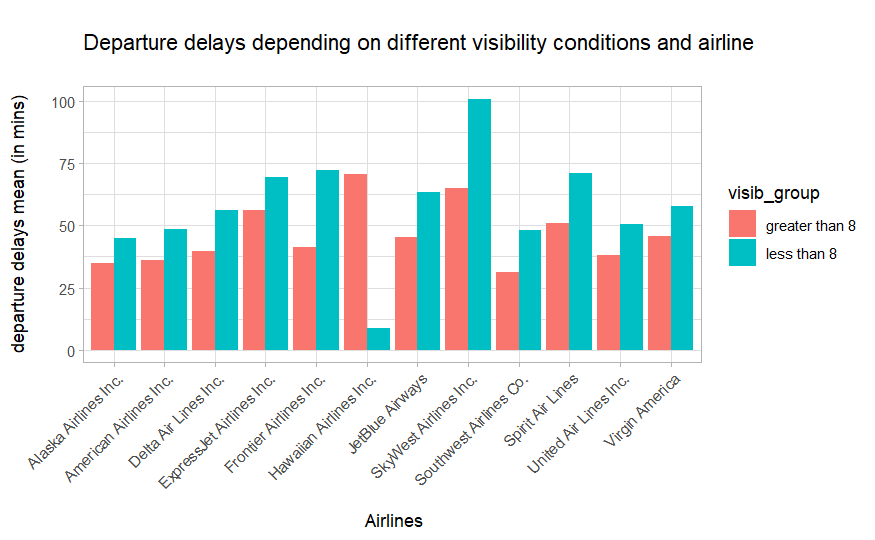 Departure delays depending on different visibility conditions and airline
departure delays mean (in mins)
100
75
50
25
0
visib_group
greater than 8
less than 8
Alaska Airlines Inc.
American Airlines Inc.
Delta Air Lines Inc.
ExpressJet Airlines Inc.
Frontier Airlines Inc.
Hawaiian Airlines Inc.
JetBlue Airways
SkyWest Airlines Inc.
Southwest Airlines Co.
Spirit Air Lines
United Air Lines Inc.
Virgin America
Airlines